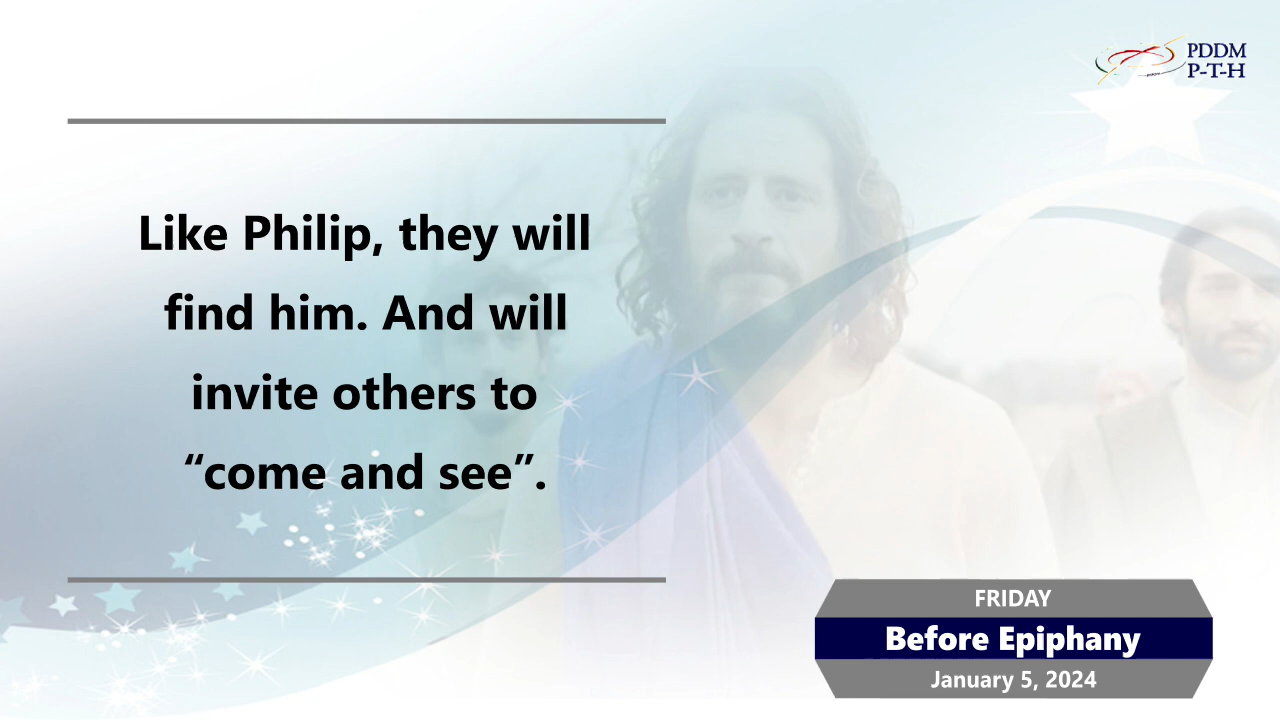 PDDM
P-T-H
Like Philip, they will
find him. And will
invite others to
“come and see”.
FRIDAY
Before Epiphany
January 5, 2024